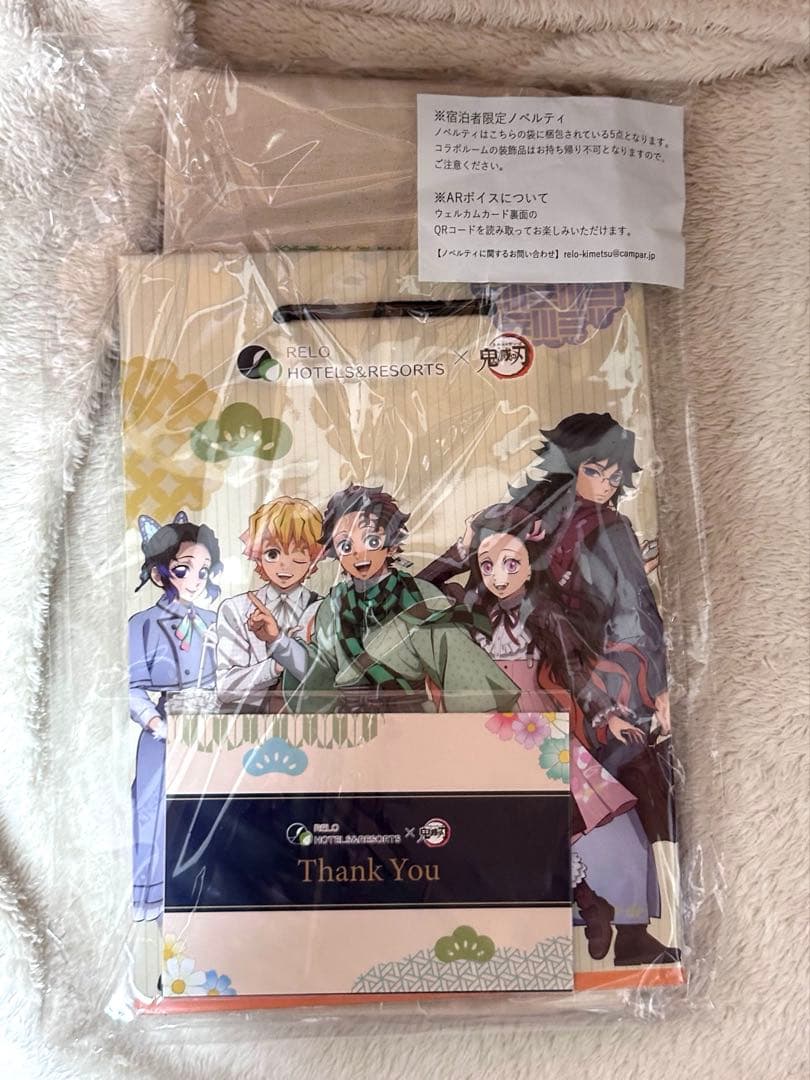 ※宿泊者限定ノベルティ
ノベルティはこちらの袋に梱包されている5点となります。
コラボルームの装飾品はお持ち帰り不可となりますので、
ご注意ください。
※ARボイスについて
ウェルカムカード裏面の
QRコードを読み取ってお楽しみいただけます。
【ノベルティに関するお問い合わせ】relo-kimetsu@campar.jp
RELO
HOTELS&RESORTS × 鬼滅の刃
RELO
HOTELS&RESORTS × 鬼滅の刃
Thank You